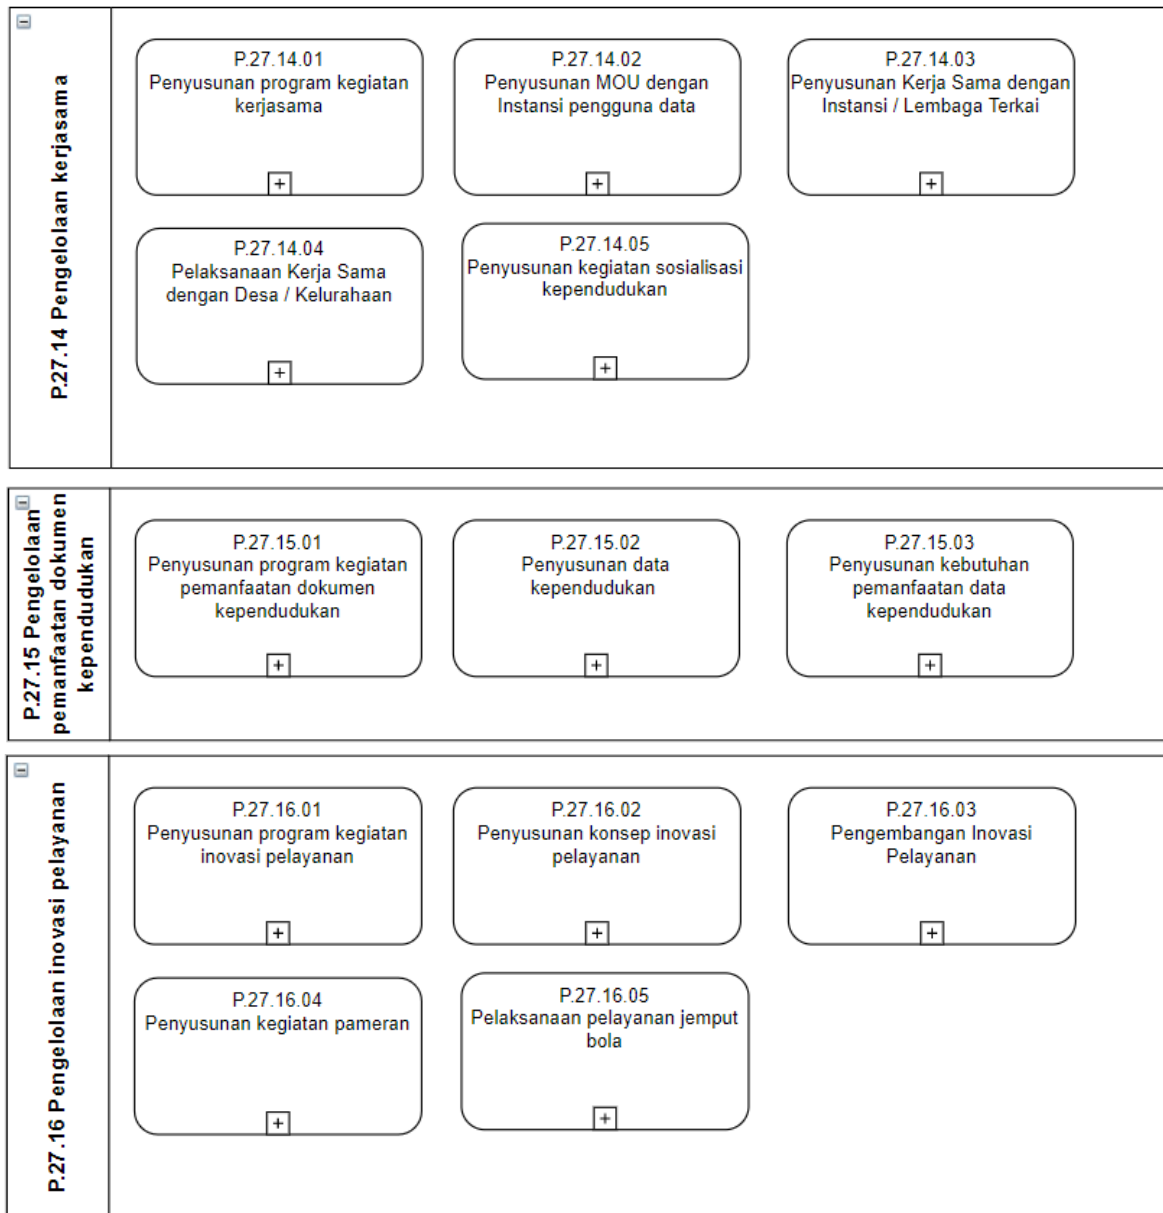 P.27.14 Pengelolaan kerjasama
P.27.14.01
Penyusunan program kegiatan
kerjasama
P.27.14.02
Penyusunan MOU dengan
Instansi pengguna data
P.27.14.03
Penyusunan Kerja Sama dengan
Instansi / Lembaga Terkai
P.27.14.04
Pelaksanaan Kerja Sama
dengan Desa / Kelurahaan
P.27.14.05
Penyusunan kegiatan sosialisasi
kependudukan
P.27.15 Pengelolaan
pemanfaatan dokumen
kependudukan
P.27.15.01
Penyusunan program kegiatan
pemanfaatan dokumen
kependudukan
P.27.15.02
Penyusunan data
kependudukan
P.27.15.03
Penyusunan kebutuhan
pemanfaatan data
kependudukan
P.27.16 Pengelolaan inovasi pelayanan
P.27.16.01
Penyusunan program kegiatan
inovasi pelayanan
P.27.16.02
Penyusunan konsep inovasi
pelayanan
P.27.16.03
Pengembangan Inovasi
Pelayanan
P.27.16.04
Penyusunan kegiatan pameran
P.27.16.05
Pelaksanaan pelayanan jemput
bola